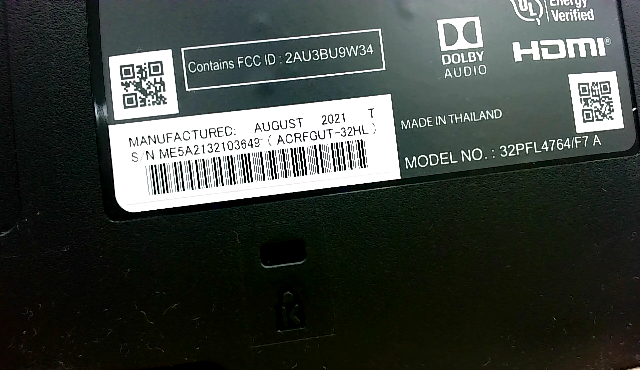 UL Energy
Verified
Contains FCC ID : 2AU3BU9W34
DOLBY
AUDIO
HDMI®
MANUFACTURED: AUGUST 2021 T
S/N ME5A2132103649 ( ACRFGUT-32HL )
MADE IN THAILAND
MODEL NO. : 32PFL4764/F7 A